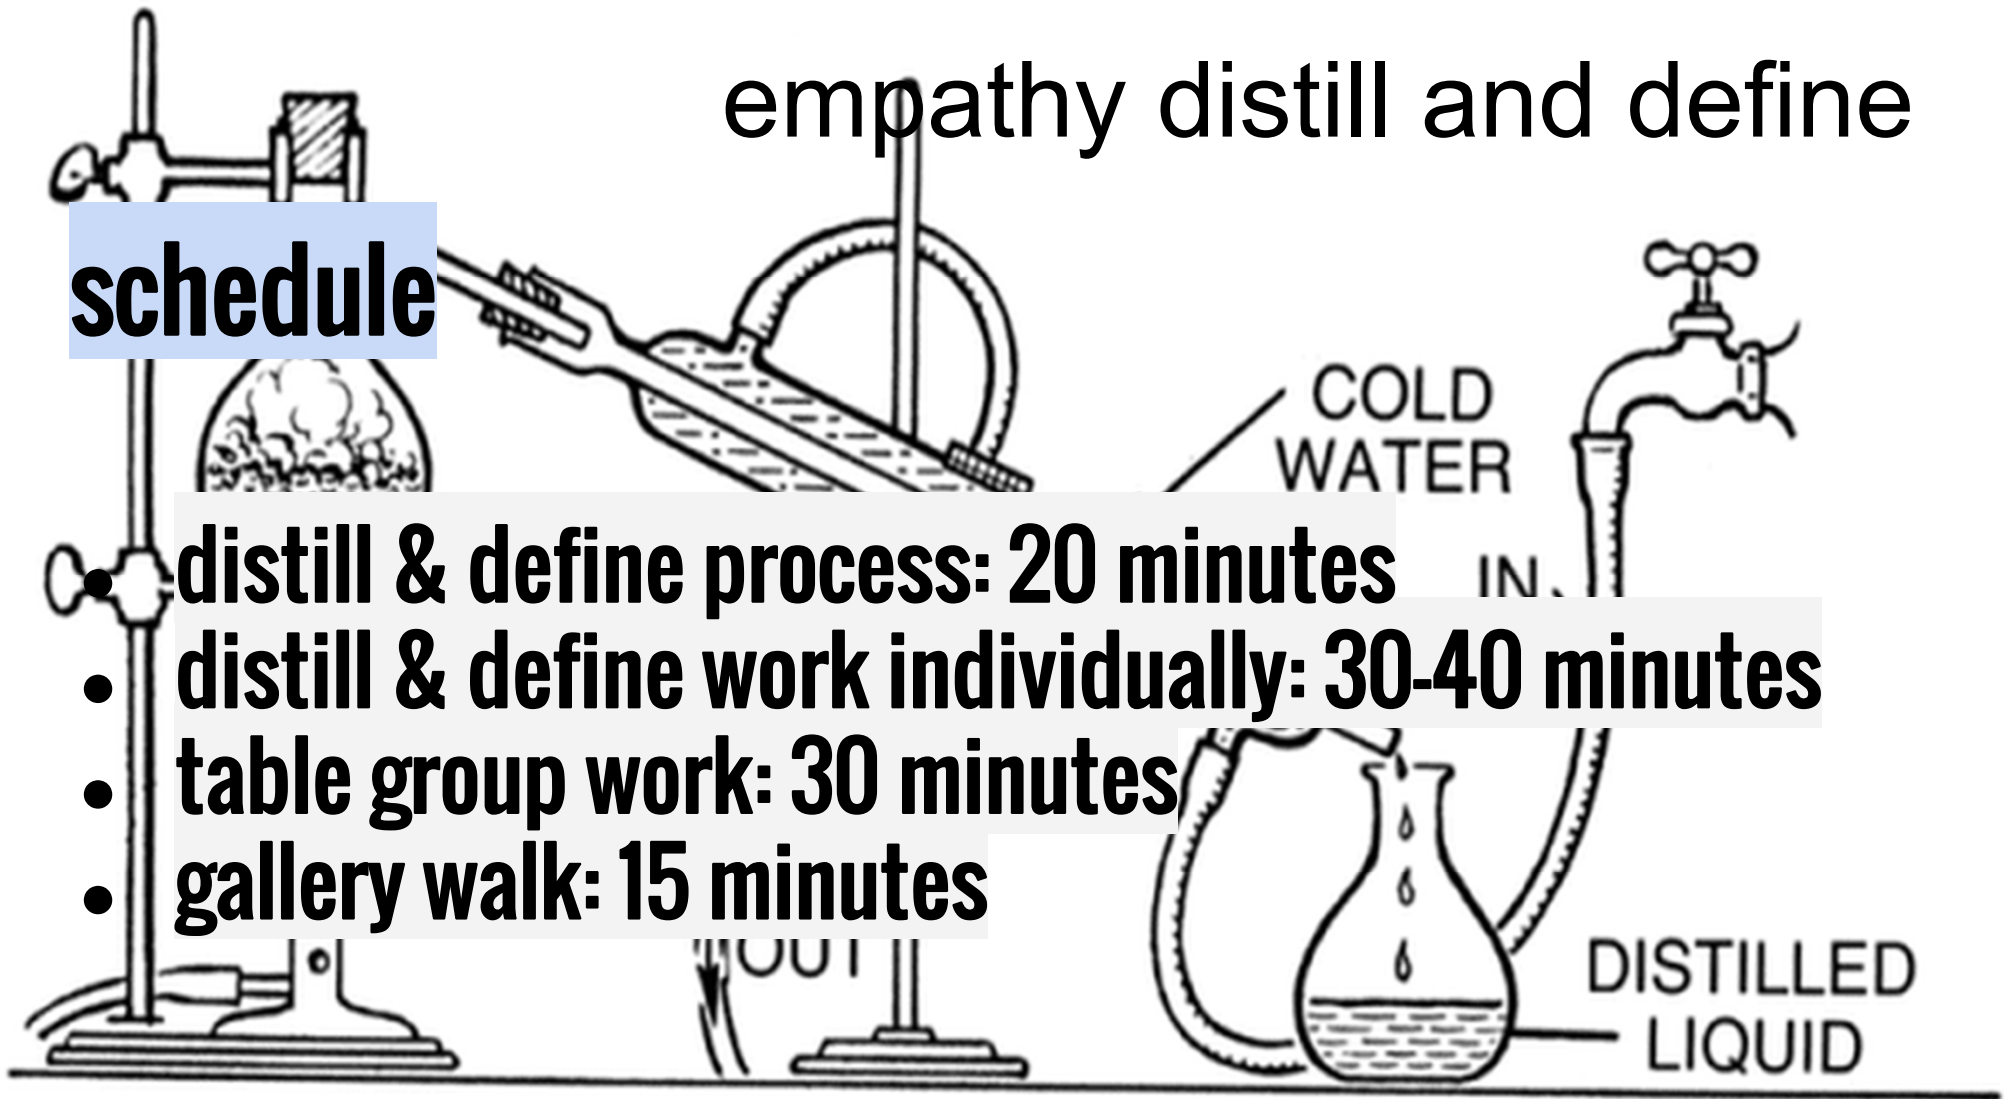 empathy distill and define
schedule
COLD
WATER
• distill & define process: 20 minutes
IN
• distill & define work individually: 30-40 minutes
• table group work: 30 minutes
• gallery walk: 15 minutes
OUT
DISTILLED
LIQUID